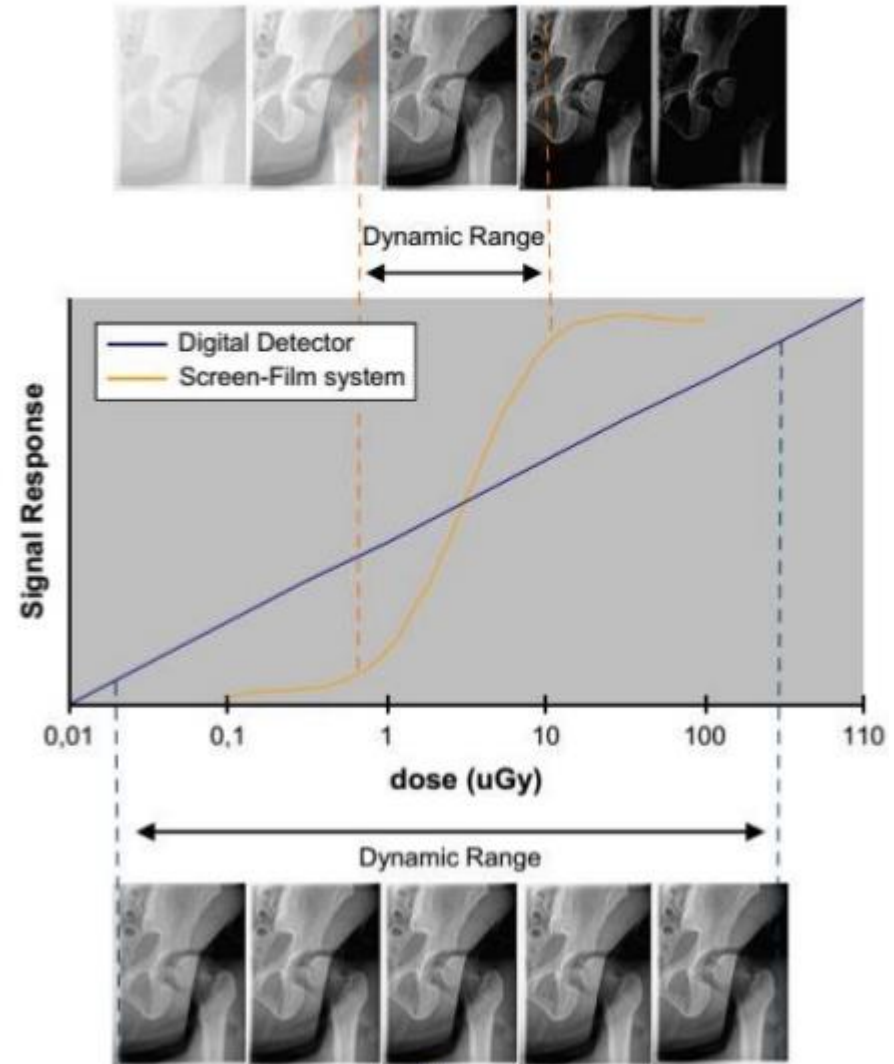 Dynamic Range
Digital Detector
Screen-Film system
Signal Response
0,01 0,1 1 10 100 110
dose (uGy)
Dynamic Range